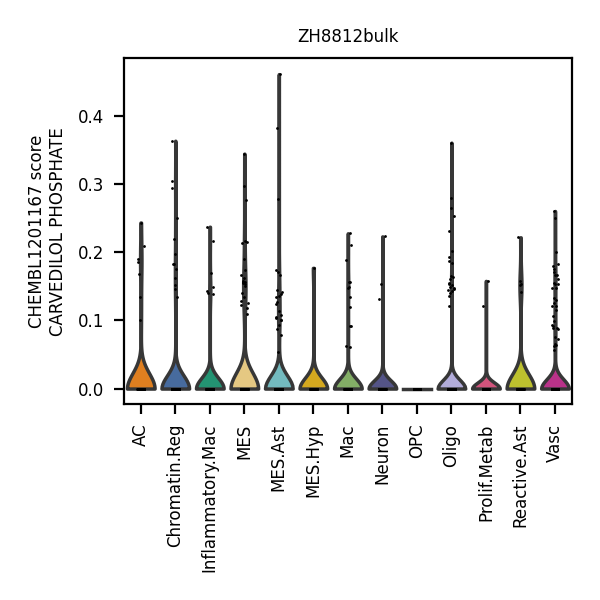 ZH8812bulk
CHEMBL1201167 score
CARVEDILOL PHOSPHATE
0.4
0.3
0.2
0.1
0.0
AC
Chromatin.Reg
Inflammatory.Mac
MES
MES.Ast
MES.Hyp
Mac
Neuron
OPC
Oligo
Prolif.Metab
Reactive.Ast
Vasc